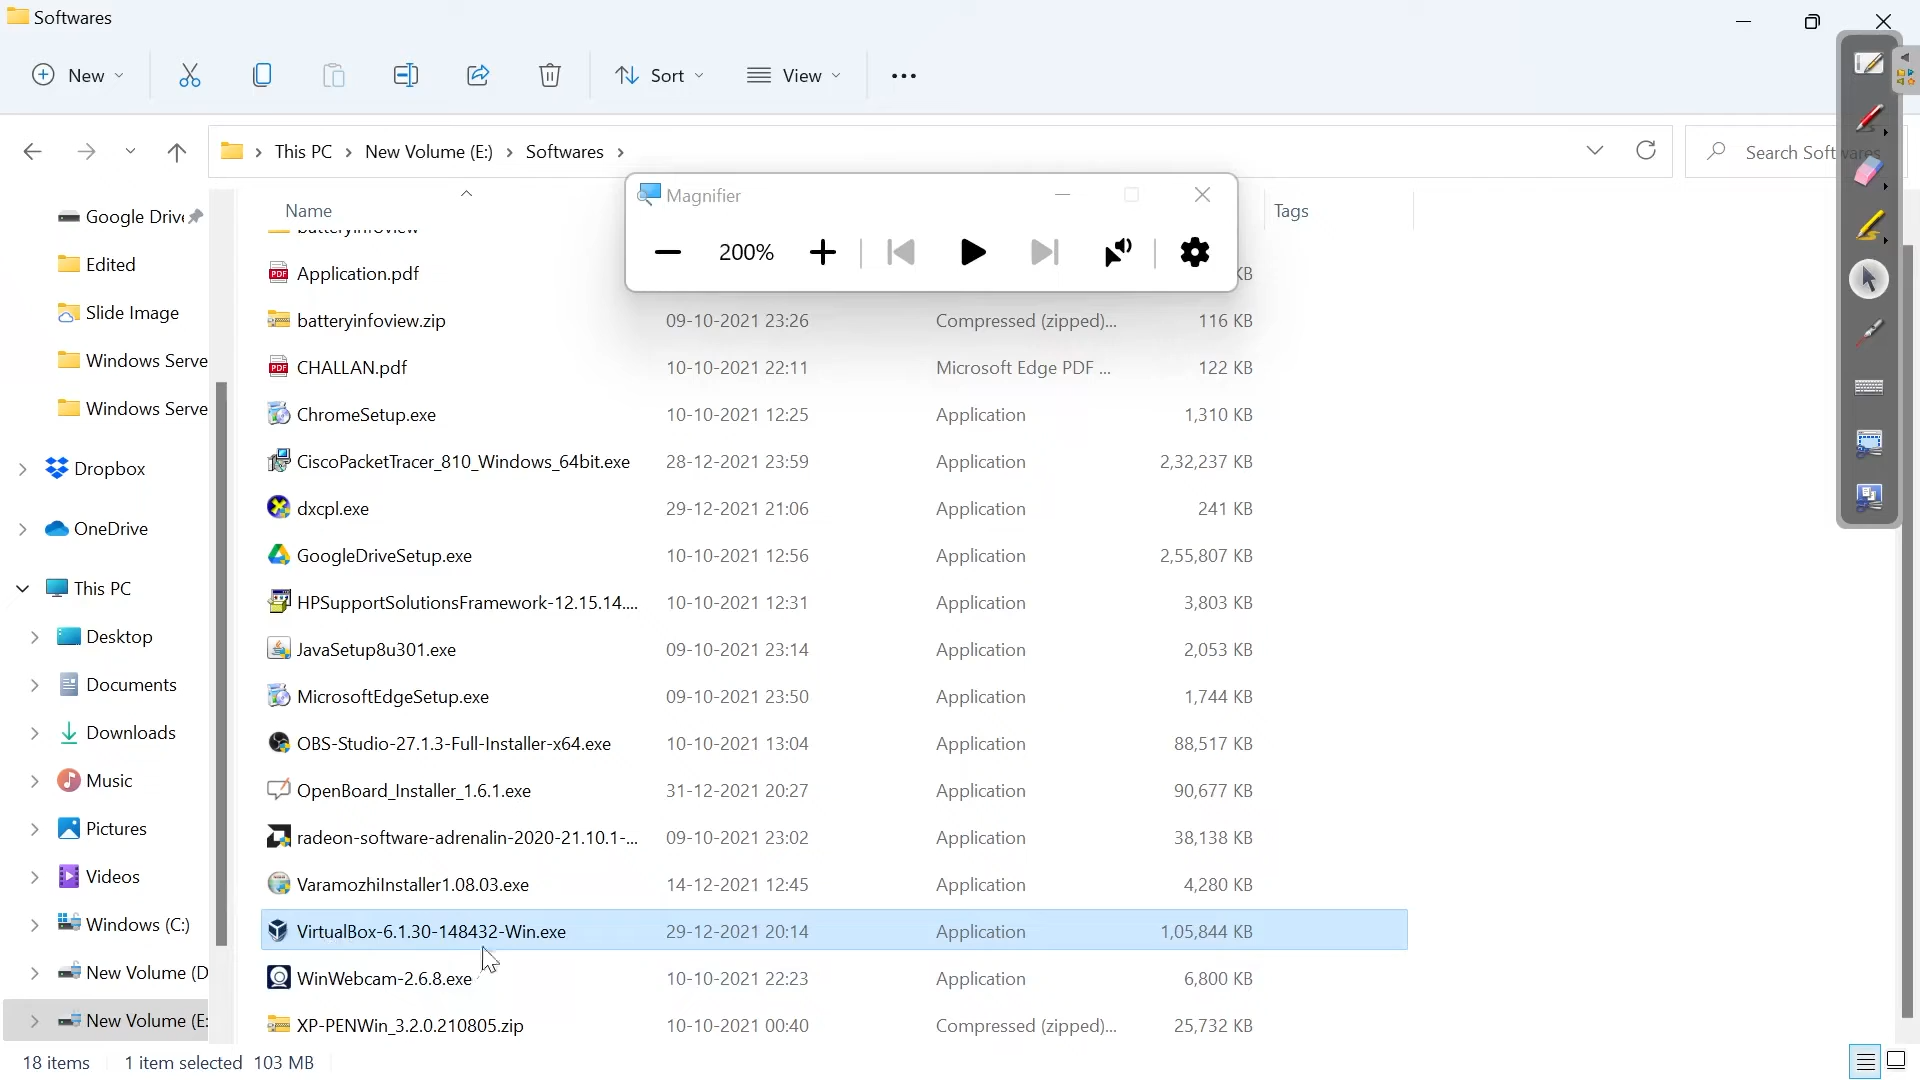 Softwares
New
Sort
View
This PC
New Volume (E:)
Softwares
Search Softwares
Magnifier
200%
Name
Tags
Google Driv
Edited
Slide Image
Windows Serve
Windows Serve
Dropbox
OneDrive
This PC
Desktop
Documents
Downloads
Music
Pictures
Videos
Windows (C:)
New Volume (D
New Volume (E:
Application.pdf KB
batteryinfoview.zip 09-10-2021 23:26 Compressed (zipped)... 116 KB
CHALLAN.pdf 10-10-2021 22:11 Microsoft Edge PDF ... 122 KB
ChromeSetup.exe 10-10-2021 12:25 Application 1,310 KB
CiscoPacketTracer_810_Windows_64bit.exe 28-12-2021 23:59 Application 2,32,237 KB
dxcpl.exe 29-12-2021 21:06 Application 241 KB
GoogleDriveSetup.exe 10-10-2021 12:56 Application 2,55,807 KB
HPSupportSolutionsFramework-12.15.14.... 10-10-2021 12:31 Application 3,803 KB
JavaSetup8u301.exe 09-10-2021 23:14 Application 2,053 KB
MicrosoftEdgeSetup.exe 09-10-2021 23:50 Application 1,744 KB
OBS-Studio-27.1.3-Full-Installer-x64.exe 10-10-2021 13:04 Application 88,517 KB
OpenBoard_Installer_1.6.1.exe 31-12-2021 20:27 Application 90,677 KB
radeon-software-adrenalin-2020-21.10.1-... 09-10-2021 23:02 Application 38,138 KB
VaramozhiInstaller1.08.03.exe 14-12-2021 12:45 Application 4,280 KB
VirtualBox-6.1.30-148432-Win.exe 29-12-2021 20:14 Application 1,05,844 KB
WinWebcam-2.6.8.exe 10-10-2021 22:23 Application 6,800 KB
XP-PENWin_3.2.0.210805.zip 10-10-2021 00:40 Compressed (zipped)... 25,732 KB
18 items 1 item selected 103 MB